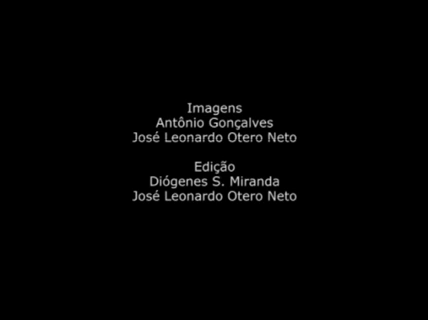 Imagens
Antônio Gonçalves
José Leonardo Otero Neto
Edição
Diógenes S. Miranda
José Leonardo Otero Neto